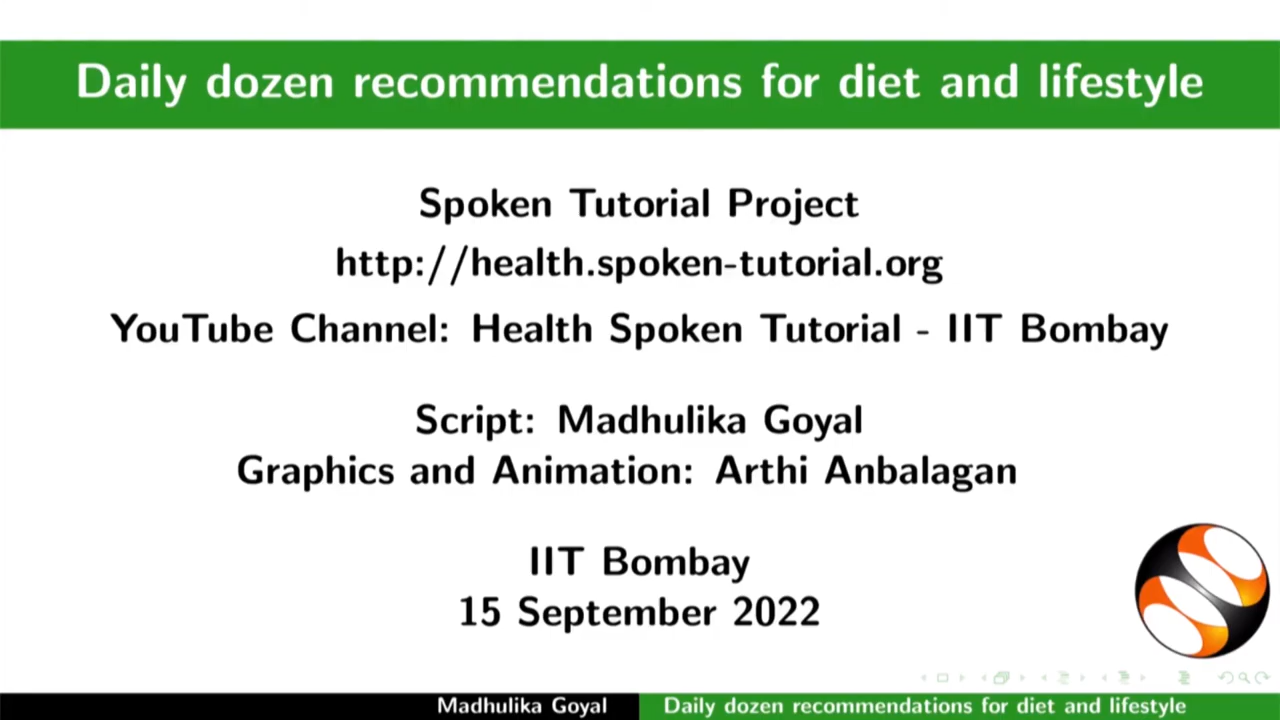 Daily dozen recommendations for diet and lifestyle
Spoken Tutorial Project
http://health.spoken-tutorial.org
YouTube Channel: Health Spoken Tutorial - IIT Bombay
Script: Madhulika Goyal
Graphics and Animation: Arthi Anbalagan
IIT Bombay
15 September 2022
Madhulika Goyal
Daily dozen recommendations for diet and lifestyle